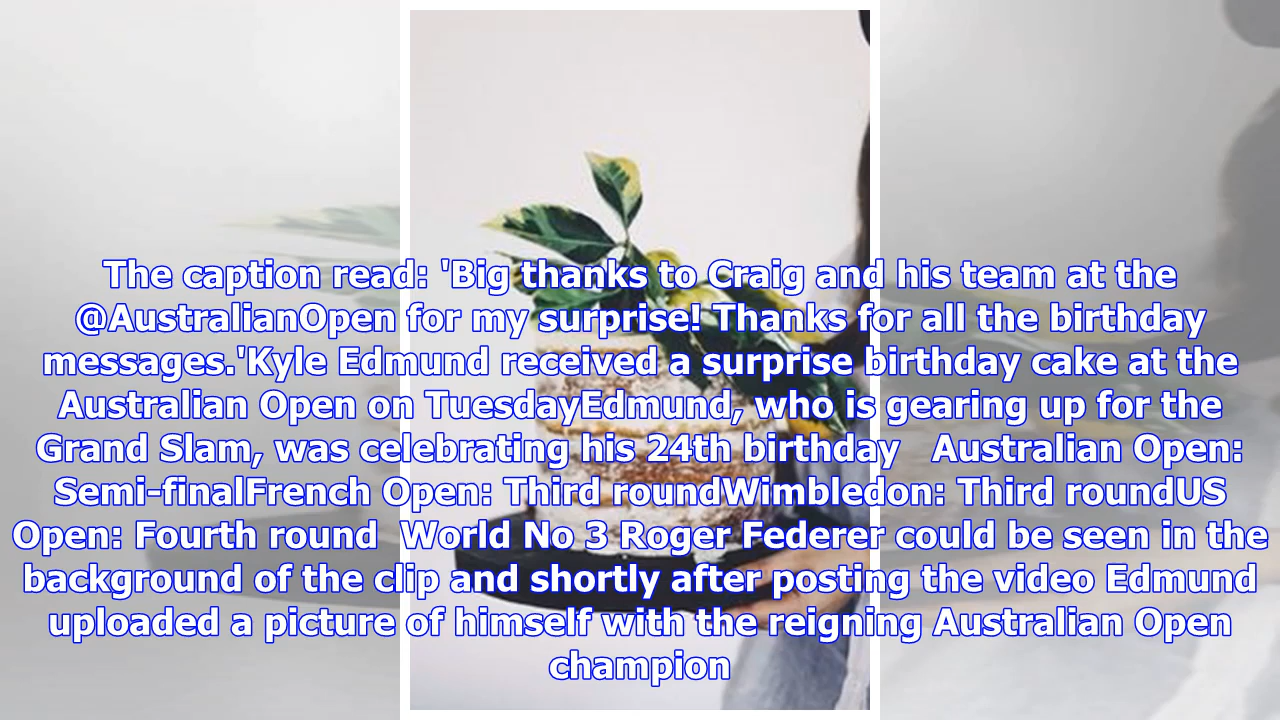 The caption read: 'Big thanks to Craig and his team at the
@AustralianOpen for my surprise! Thanks for all the birthday
messages.'Kyle Edmund received a surprise birthday cake at the
Australian Open on TuesdayEdmund, who is gearing up for the
Grand Slam, was celebrating his 24th birthday   Australian Open:
Semi-finalFrench Open: Third roundWimbledon: Third roundUS
Open: Fourth round  World No 3 Roger Federer could be seen in the
background of the clip and shortly after posting the video Edmund
uploaded a picture of himself with the reigning Australian Open
champion